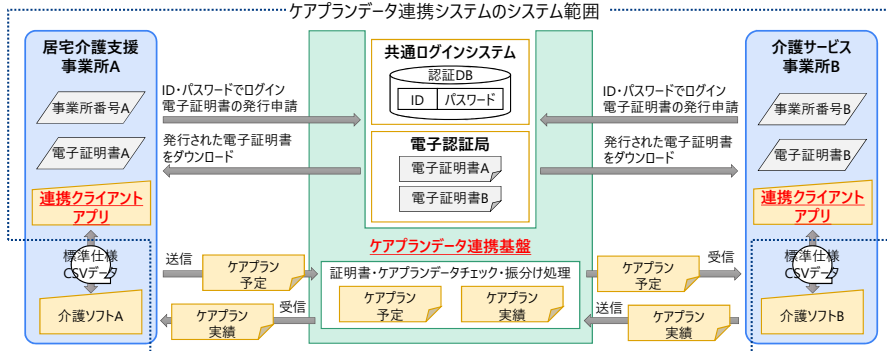 ケアプランデータ連携システムのシステム範囲
居宅介護支援
事業所A
事業所番号A
電子証明書A
連携クライアント
アプリ
標準仕様
CSVデータ
介護ソフトA
ID・パスワードでログイン
電子証明書の発行申請
発行された電子証明書
をダウンロード
送信
ケアプラン
予定
受信
ケアプラン
実績
共通ログインシステム
認証DB
ID
パスワード
電子認証局
電子証明書A
電子証明書B
ケアプランデータ連携基盤
証明書・ケアプランデータチェック・振分け処理
ケアプラン
予定
ケアプラン
実績
ID・パスワードでログイン
電子証明書の発行申請
発行された電子証明書
をダウンロード
受信
ケアプラン
予定
送信
ケアプラン
実績
介護サービス
事業所B
事業所番号B
電子証明書B
連携クライアント
アプリ
標準仕様
CSVデータ
介護ソフトB